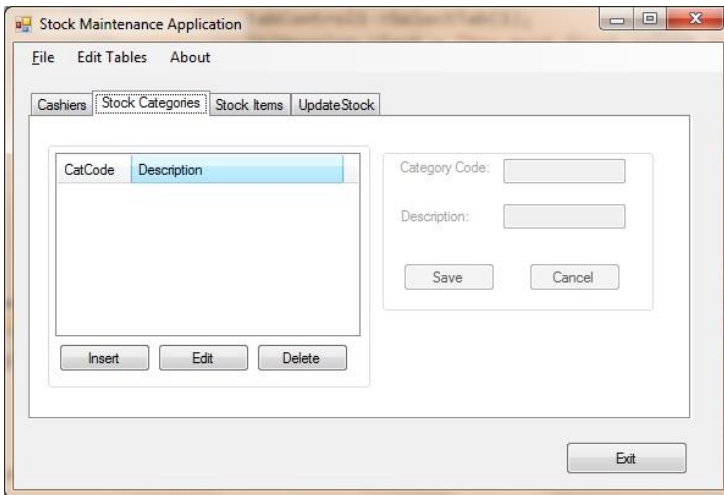 Stock Maintenance Application
File Edit Tables About
Cashiers Stock Categories Stock Items UpdateStock
CatCode Description
Category Code:
Description:
Save Cancel
Insert Edit Delete
Exit